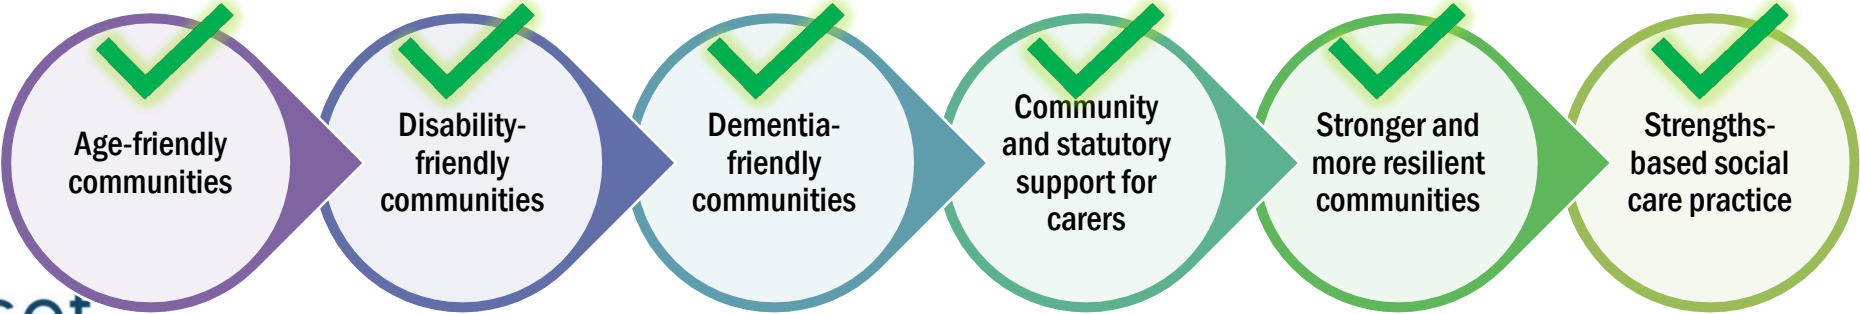 Age-friendly
communities
Disability-
friendly
communities
Dementia-
friendly
communities
Community
and statutory
support for
carers
Stronger and
more resilient
communities
Strengths-
based social
care practice